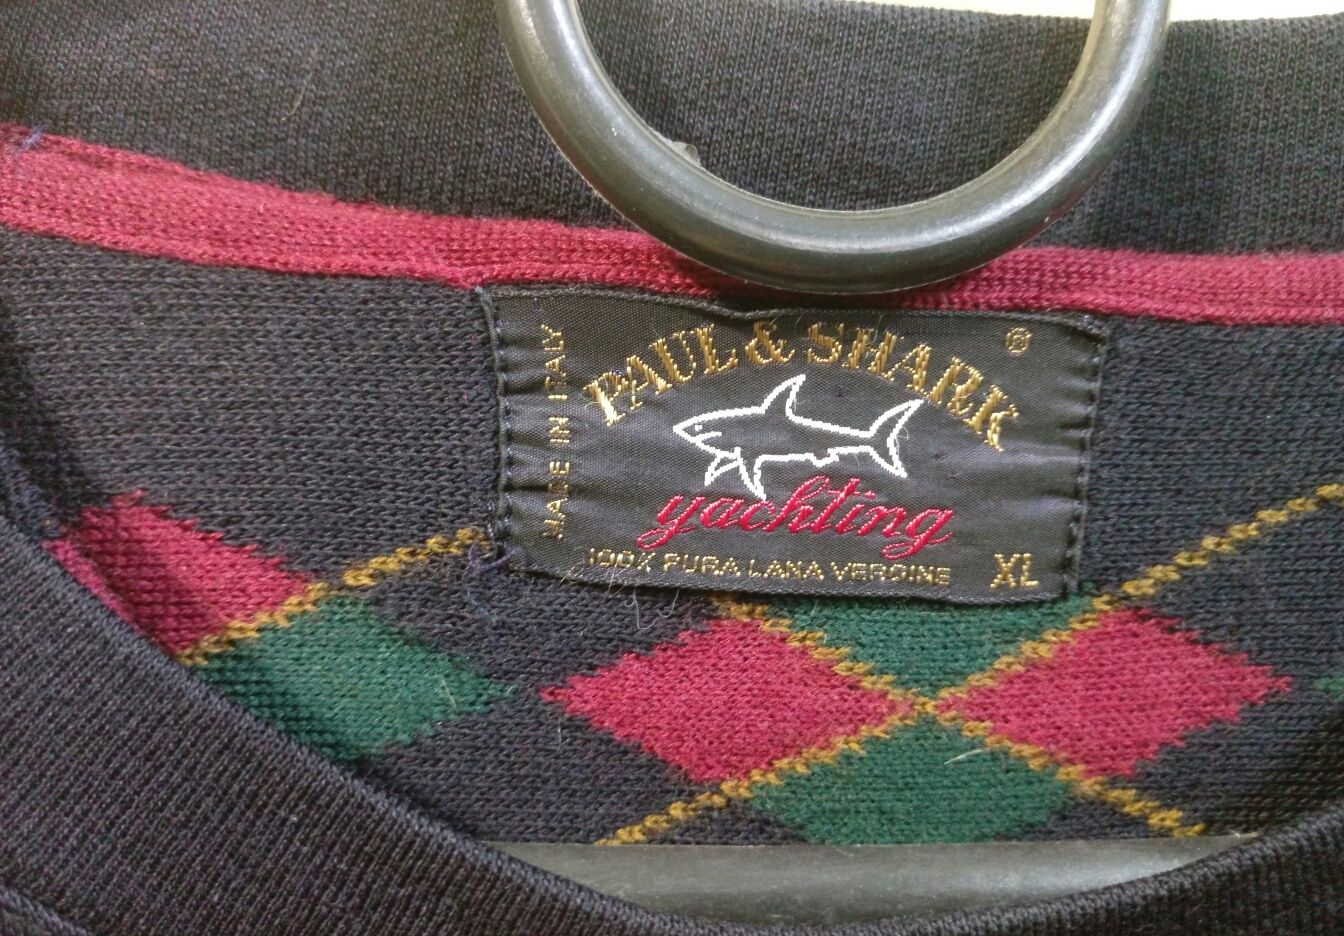 MADE IN ITALY
PAUL & SHARK ®
yachting
100% PURA LANA VERGINE XL